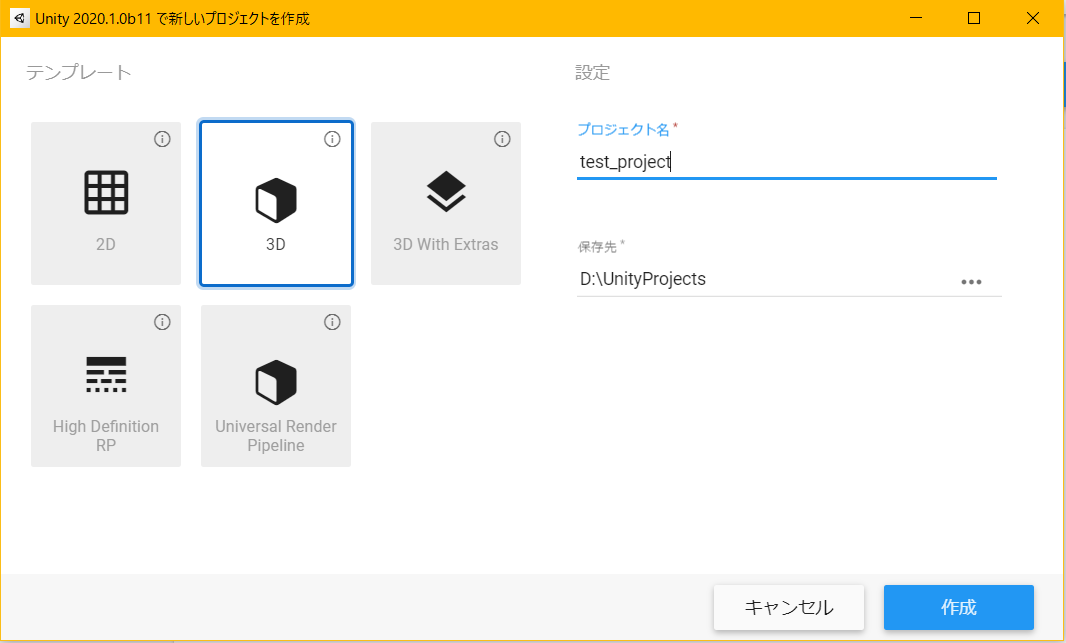 Unity 2020.1.0b11 で新しいプロジェクトを作成
テンプレート
2D
3D
3D With Extras
High Definition
RP
Universal Render
Pipeline
設定
プロジェクト名*
test_project
保存先*
D:\UnityProjects
キャンセル
作成